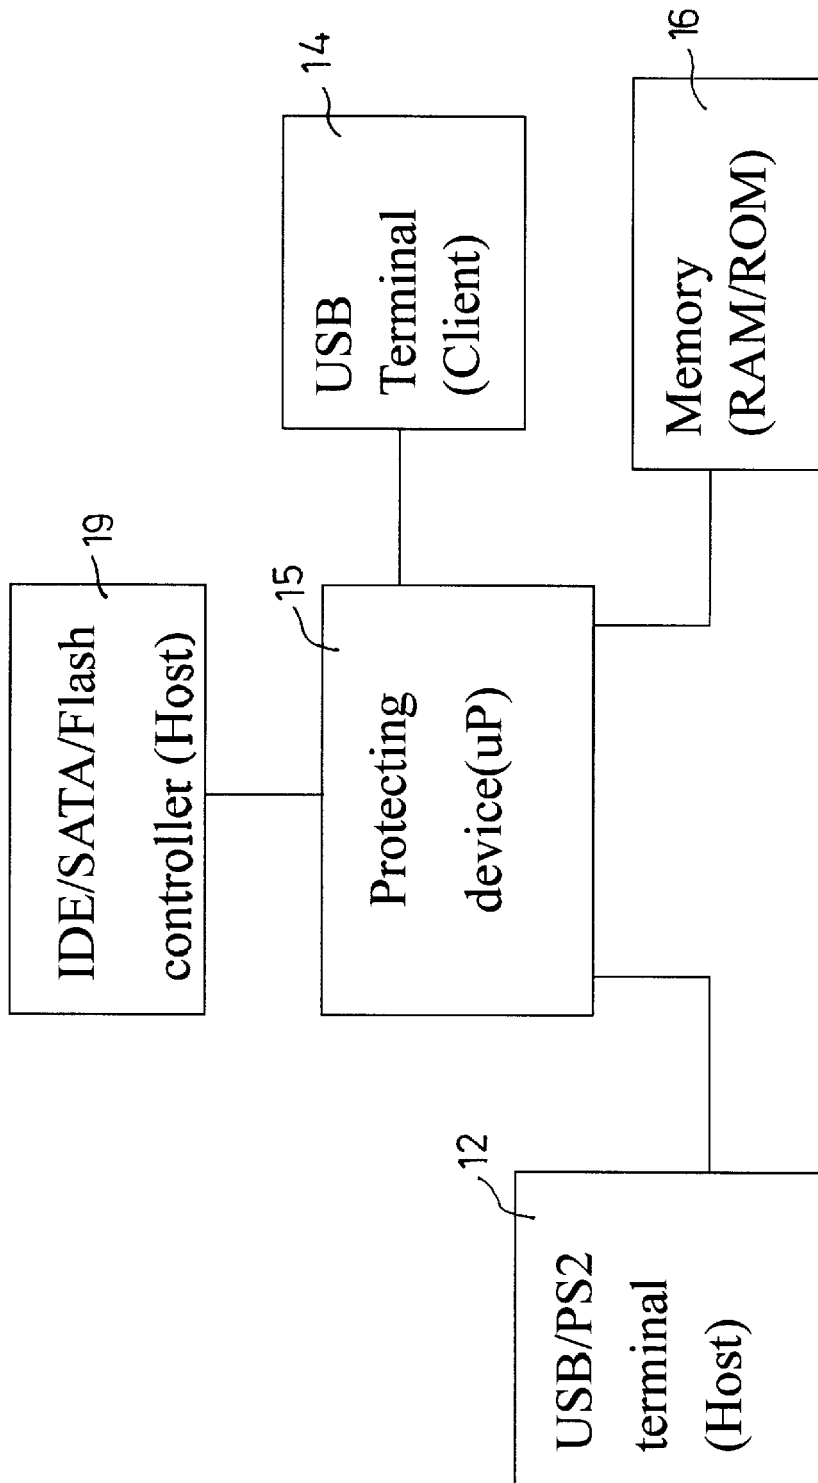 IDE/SATA/Flash
controller (Host)
19
Protecting
device(uP)
15
USB
Terminal
(Client)
14
USB/PS2
terminal
(Host)
12
Memory
(RAM/ROM)
16